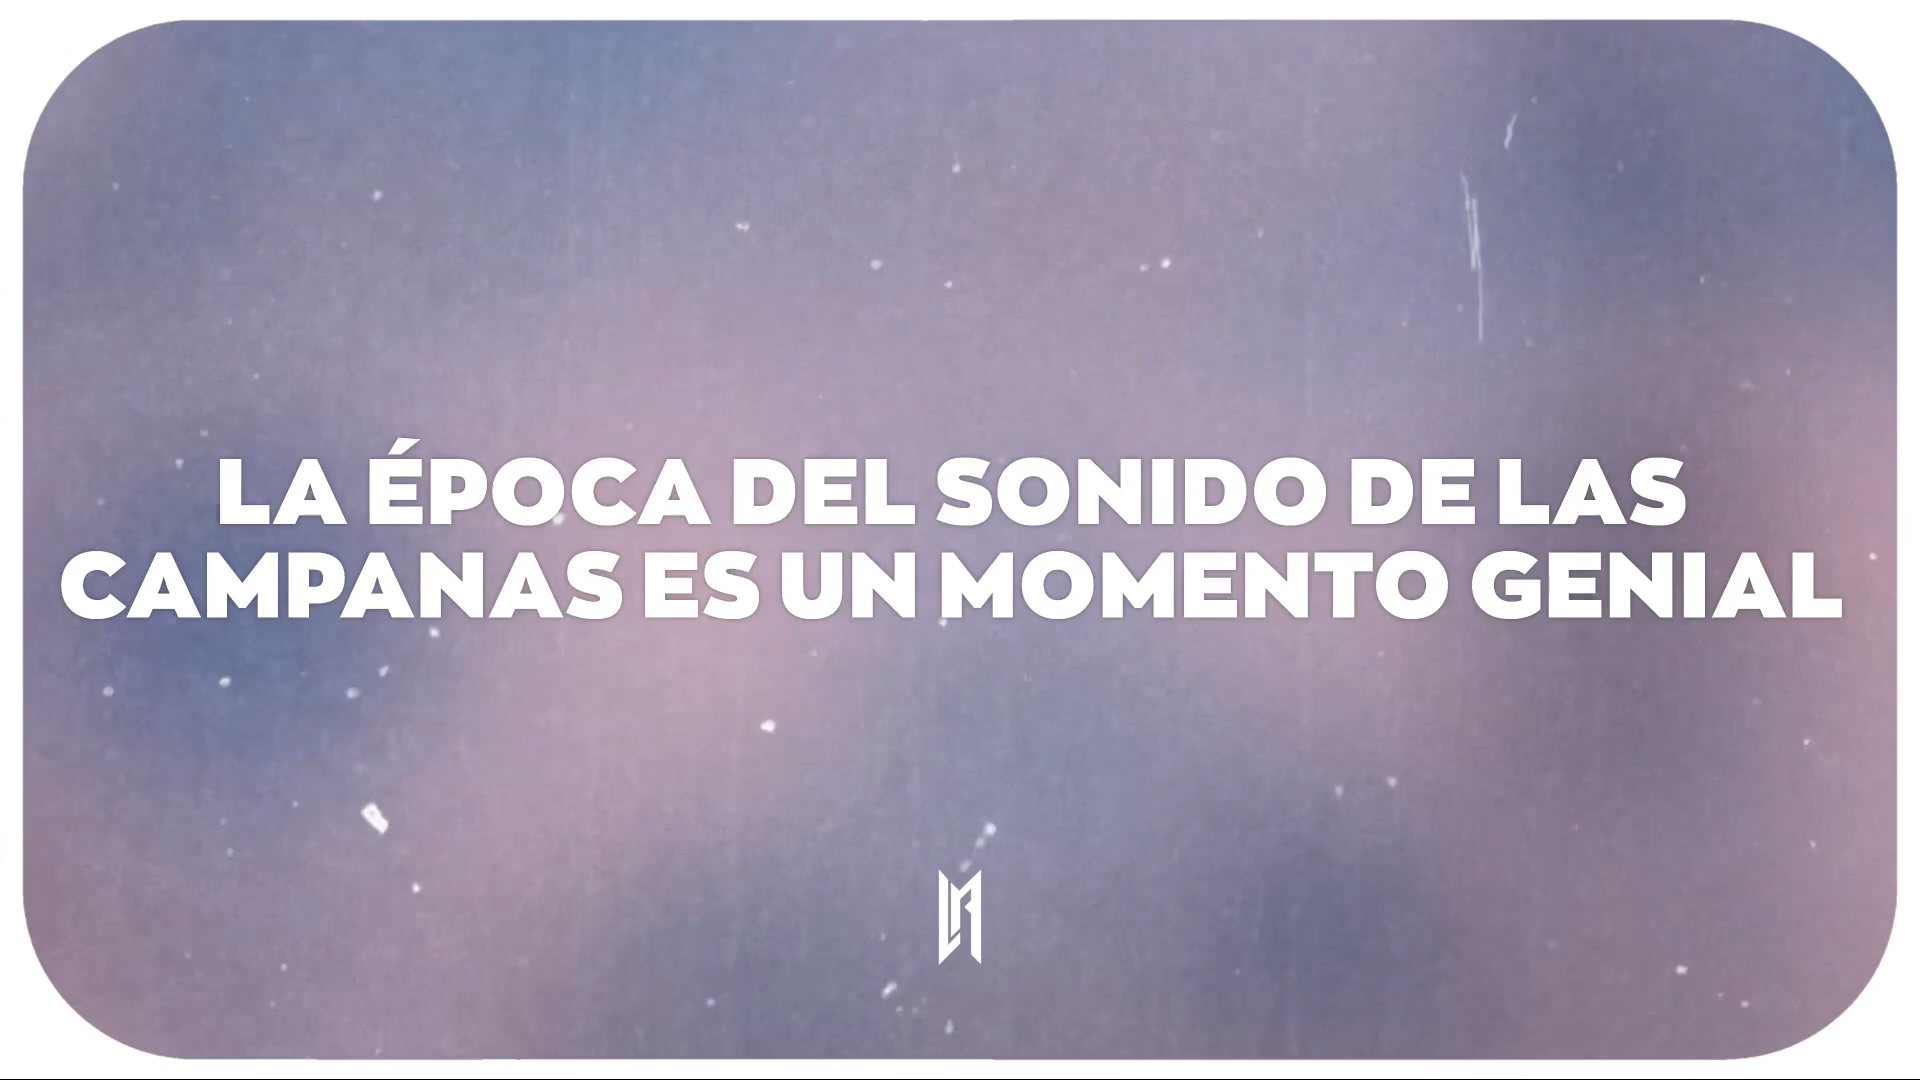 LA ÉPOCA DEL SONIDO DE LAS
CAMPANAS ES UN MOMENTO GENIAL